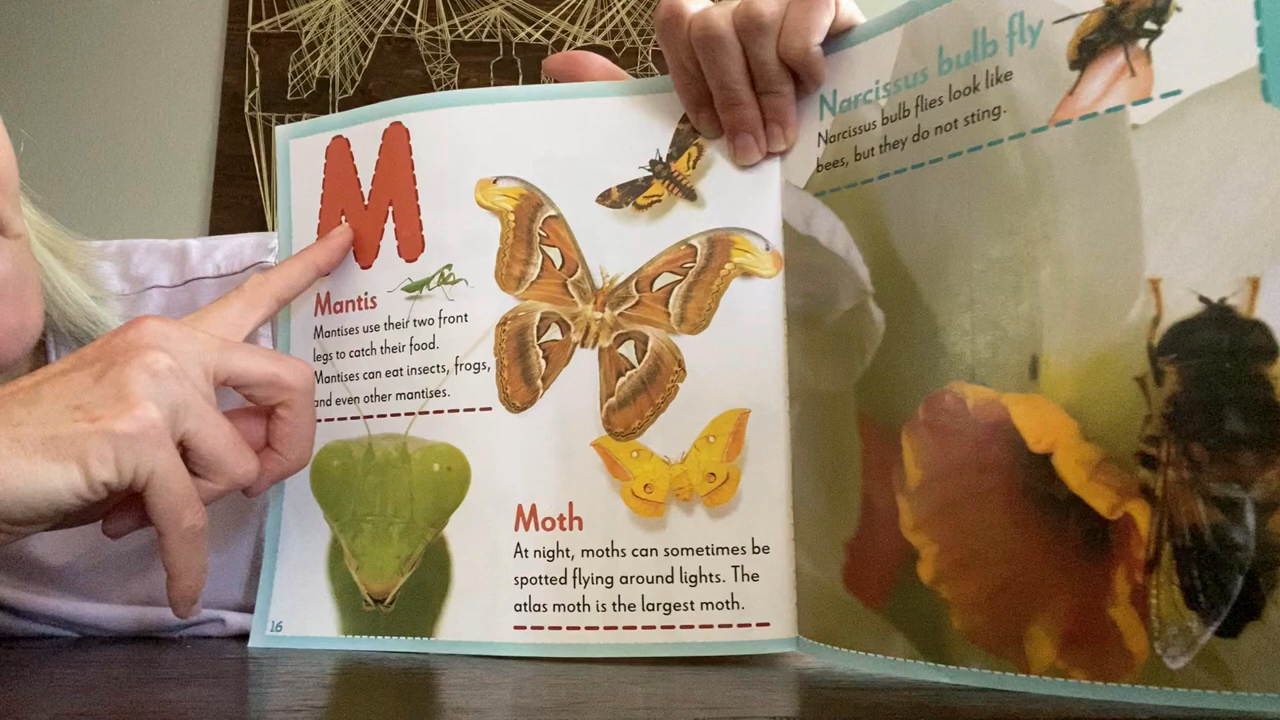 M
Mantis
Mantises use their two front
legs to catch their food.
Mantises can eat insects, frogs,
and even other mantises.
Moth
At night, moths can sometimes be
spotted flying around lights. The
atlas moth is the largest moth.
16
Narcissus bulb fly
Narcissus bulb flies look like
bees, but they do not sting.